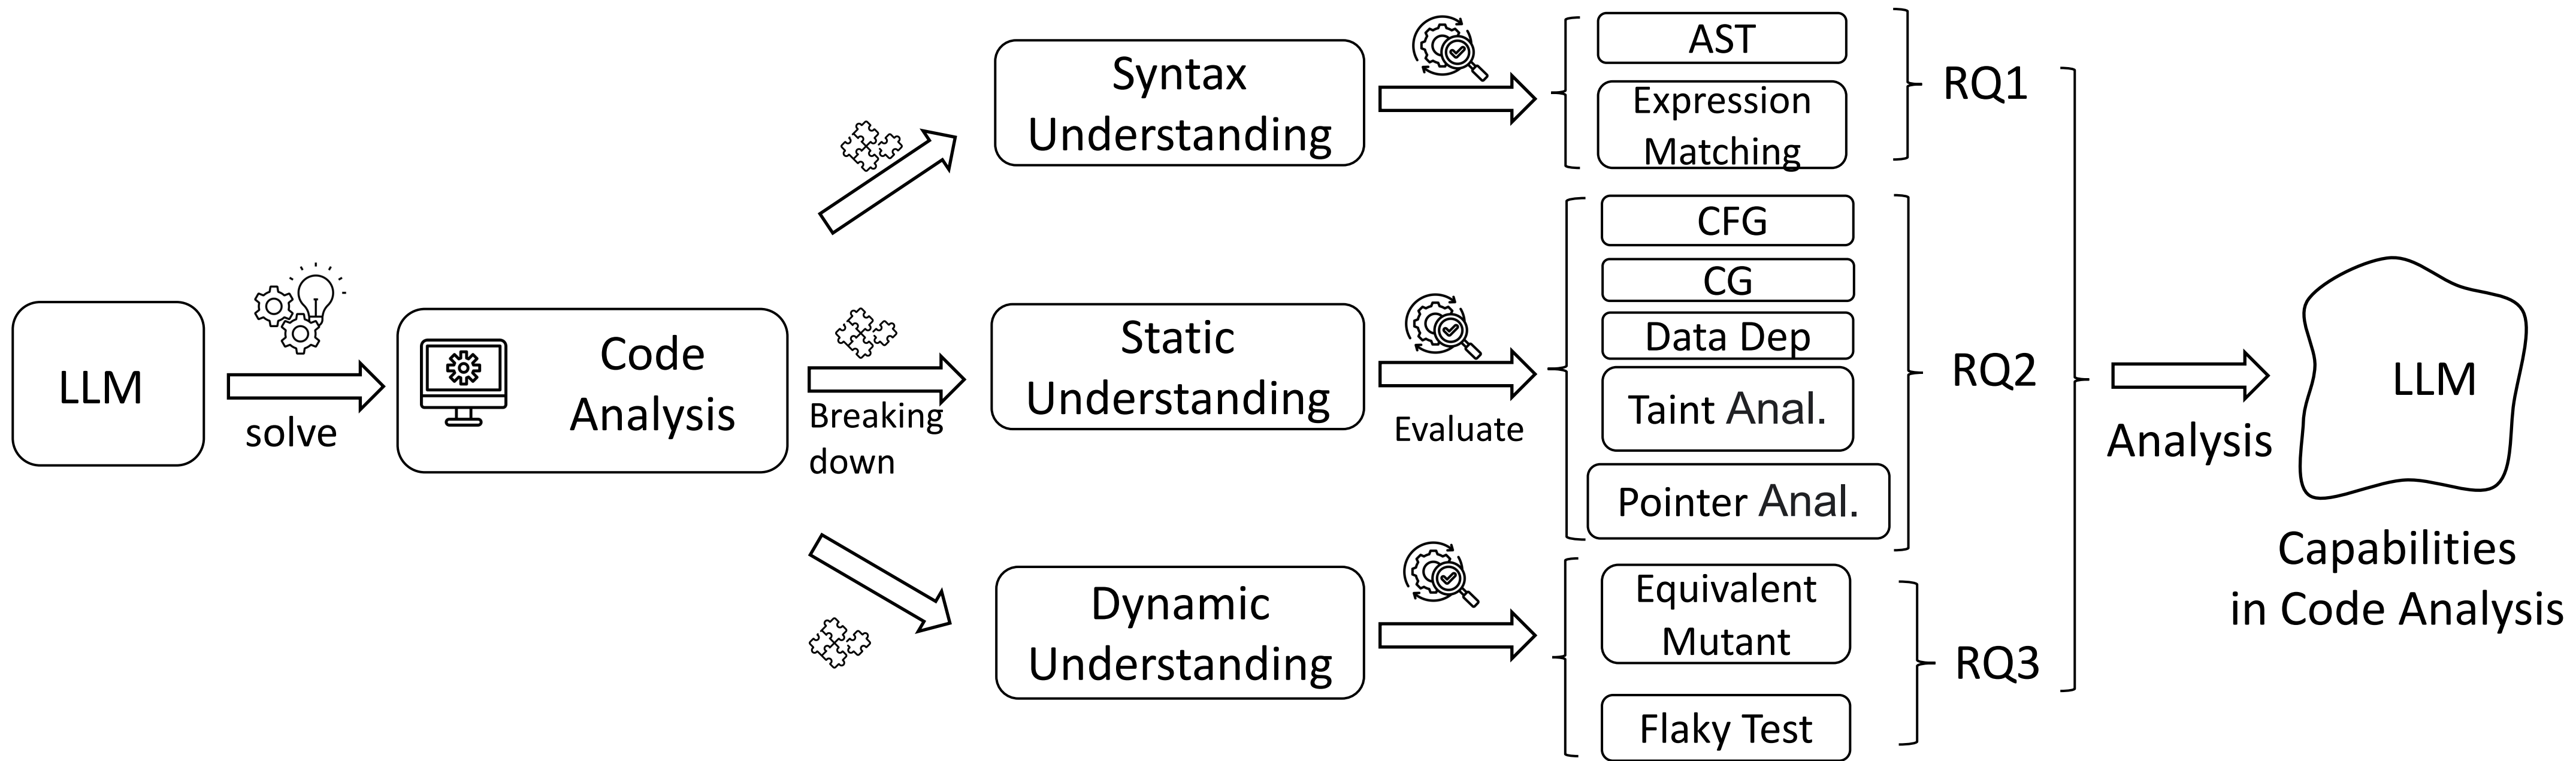 LLM
solve
Code
Analysis
Breaking
down
Syntax
Understanding
Static
Understanding
Dynamic
Understanding
Evaluate
AST
Expression
Matching
RQ1
CFG
CG
Data Dep
Taint Anal.
Pointer Anal.
RQ2
Equivalent
Mutant
Flaky Test
RQ3
Analysis
LLM
Capabilities
in Code Analysis